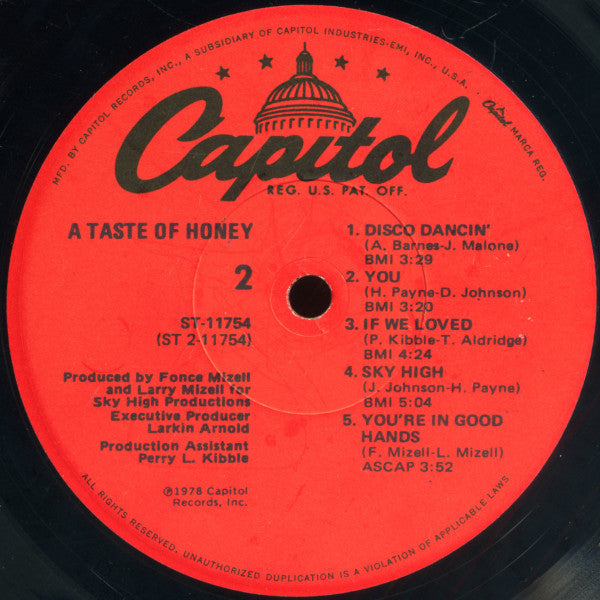 MFD. BY CAPITOL RECORDS, INC., A SUBSIDIARY OF CAPITOL INDUSTRIES-EMI, INC., U.S.A.
Capitol MARCA REG.
Capitol
REG. U.S. PAT. OFF.
A TASTE OF HONEY
2
ST-11754
(ST 2-11754)
Produced by Fonce Mizell
and Larry Mizell for
Sky High Productions
Executive Producer
Larkin Arnold
Production Assistant
Perry L. Kibble
℗1978 Capitol
Records, Inc.
1. DISCO DANCIN'
(A. Barnes-J. Malone)
BMI 3:29
2. YOU
(H. Payne-D. Johnson)
BMI 3:20
3. IF WE LOVED
(P. Kibble-T. Aldridge)
BMI 4:24
4. SKY HIGH
(J. Johnson-H. Payne)
BMI 5:04
5. YOU'RE IN GOOD
HANDS
(F. Mizell-L. Mizell)
ASCAP 3:52
ALL RIGHTS RESERVED. UNAUTHORIZED DUPLICATION IS A VIOLATION OF APPLICABLE LAWS